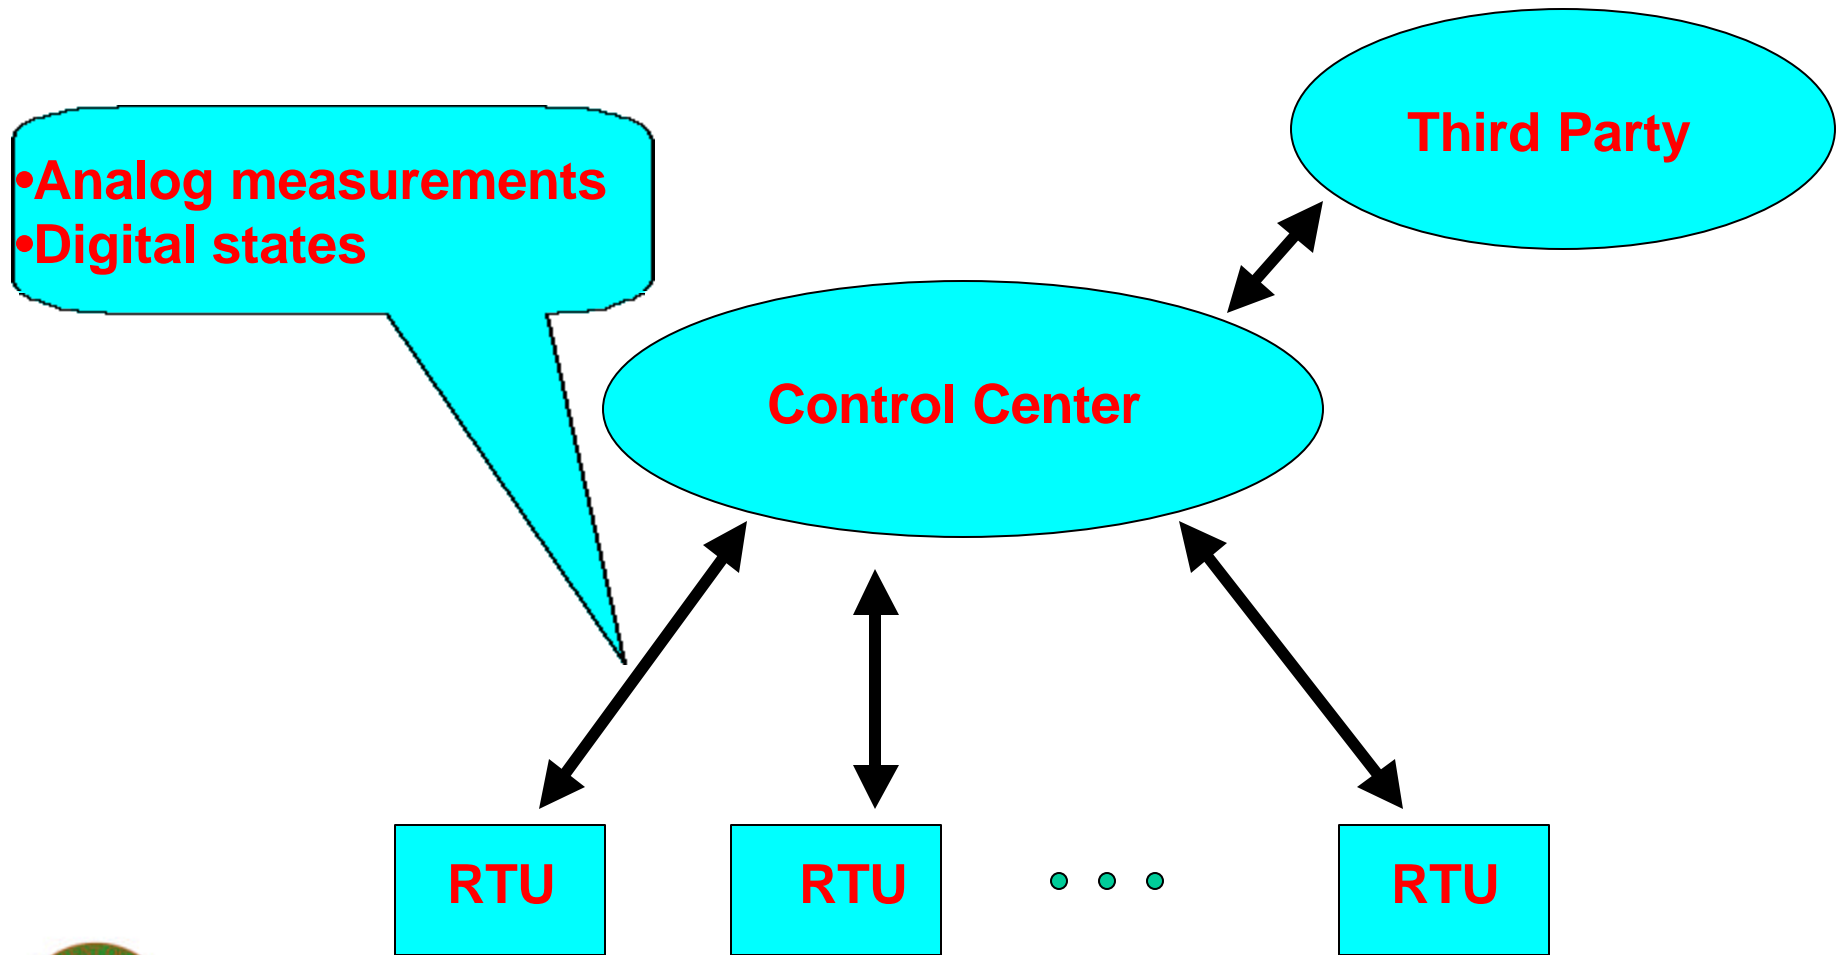 Third Party
•Analog measurements
•Digital states
Control Center
RTU RTU RTU